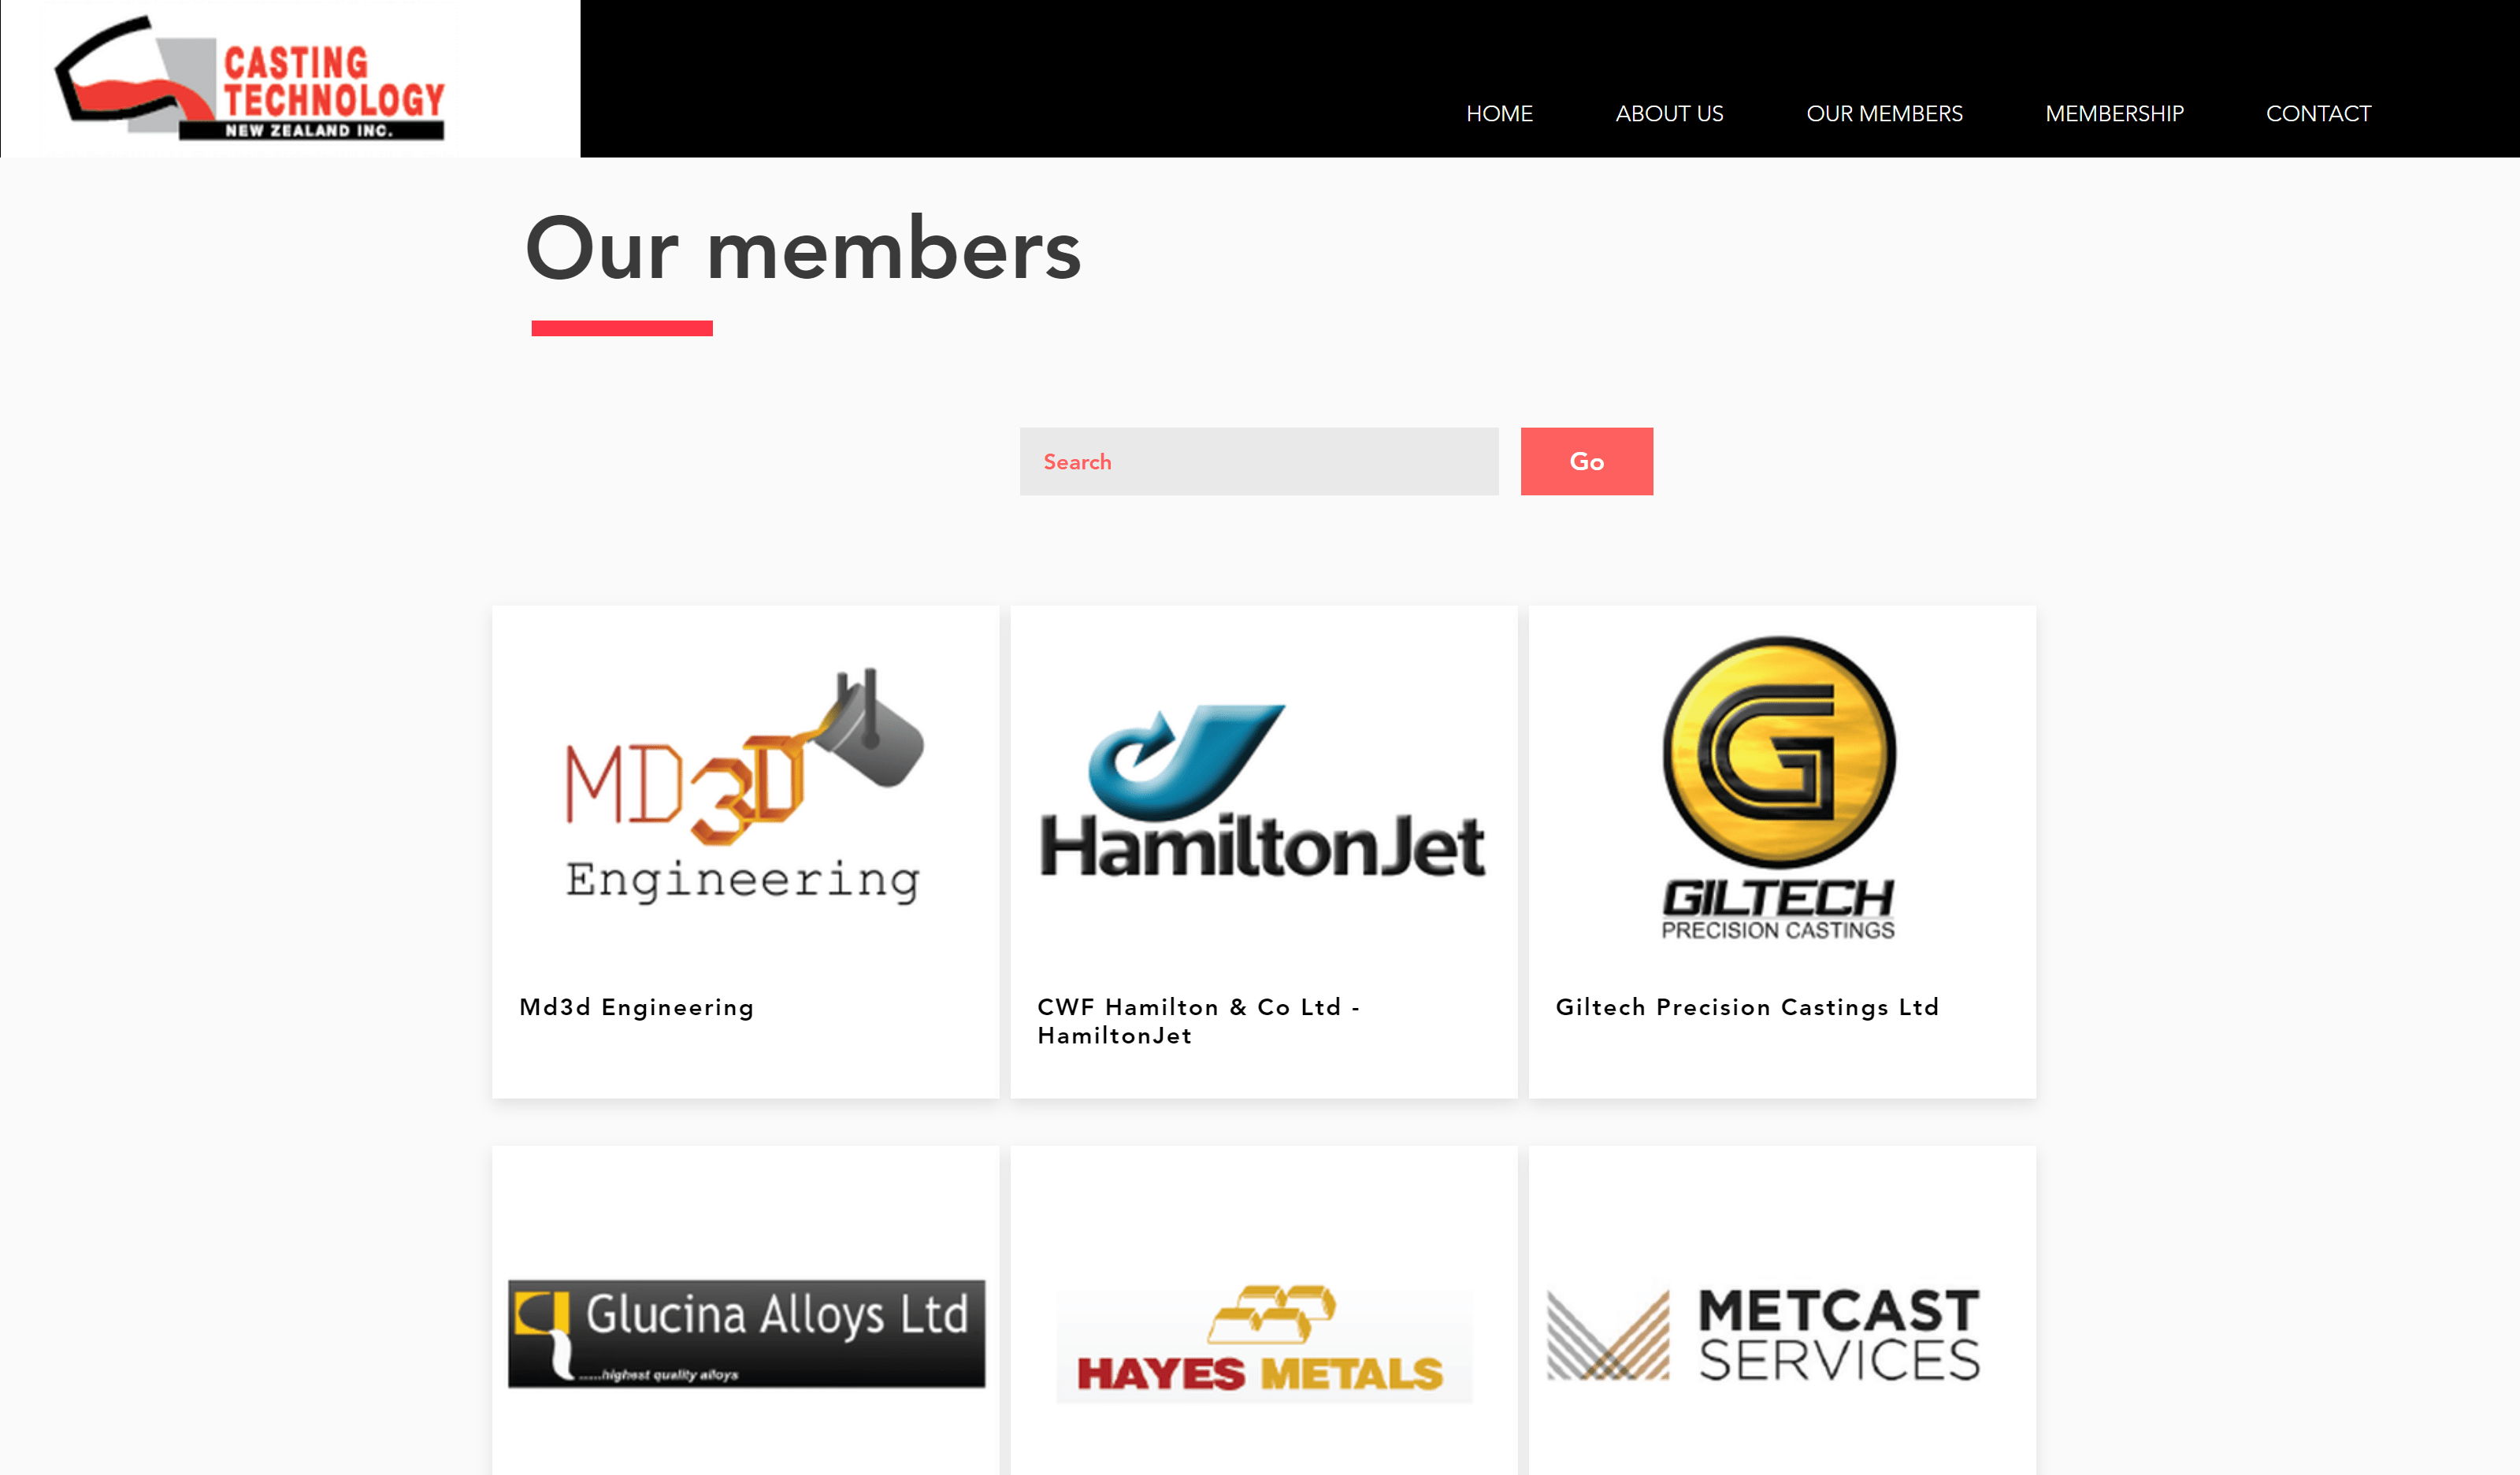 CASTING
TECHNOLOGY
NEW ZEALAND INC.
HOME ABOUT US OUR MEMBERS MEMBERSHIP CONTACT
Our members
Search Go
MD3D
Engineering
HamiltonJet
G
GILTECH
PRECISION CASTINGS
Md3d Engineering
CWF Hamilton & Co Ltd -
HamiltonJet
Giltech Precision Castings Ltd
Glucina Alloys Ltd
......highest quality alloys
HAYES METALS
METCAST
SERVICES